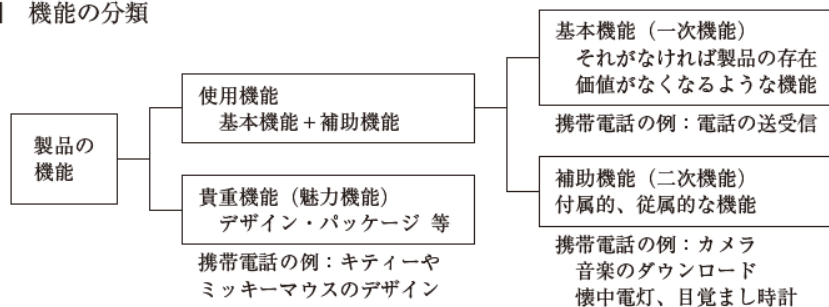 機能の分類
製品の
機能
使用機能
基本機能+補助機能
貴重機能(魅力機能)
デザイン・パッケージ 等
携帯電話の例:キティーや
ミッキーマウスのデザイン
基本機能(一次機能)
それがなければ製品の存在
価値がなくなるような機能
携帯電話の例:電話の送受信
補助機能(二次機能)
付属的、従属的な機能
携帯電話の例:カメラ
音楽のダウンロード
懐中電灯、目覚まし時計